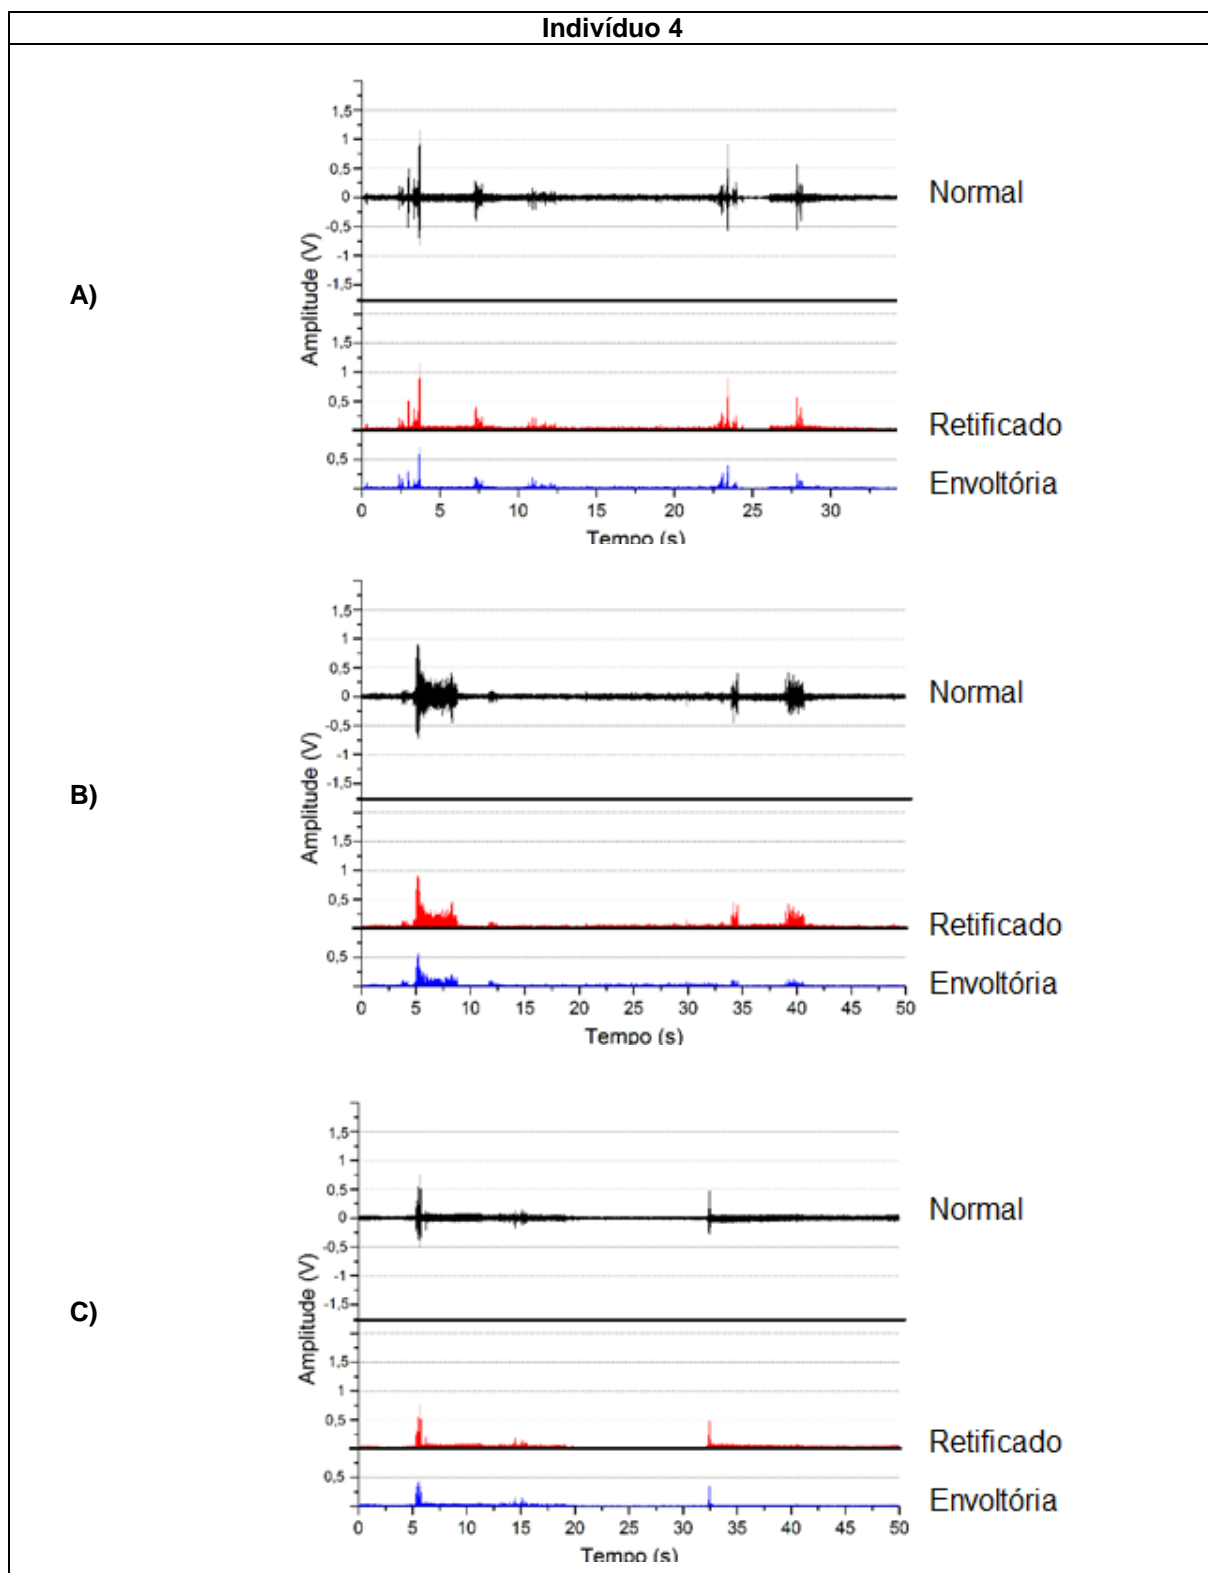 Indivíduo 4
A)
Amplitude (V)
1,5
1
0,5
0
-0,5
-1
-1,5
Normal
1,5
1
0,5
Retificado
0,5
Envoltória
0 5 10 15 20 25 30
Tempo (s)
B)
Amplitude (V)
1,5
1
0,5
0
-0,5
-1
-1,5
Normal
1,5
1
0,5
Retificado
0,5
Envoltória
0 5 10 15 20 25 30 35 40 45 50
Tempo (s)
C)
Amplitude (V)
1,5
1
0,5
0
-0,5
-1
-1,5
Normal
1,5
1
0,5
Retificado
0,5
Envoltória
0 5 10 15 20 25 30 35 40 45 50
Tempo (s)